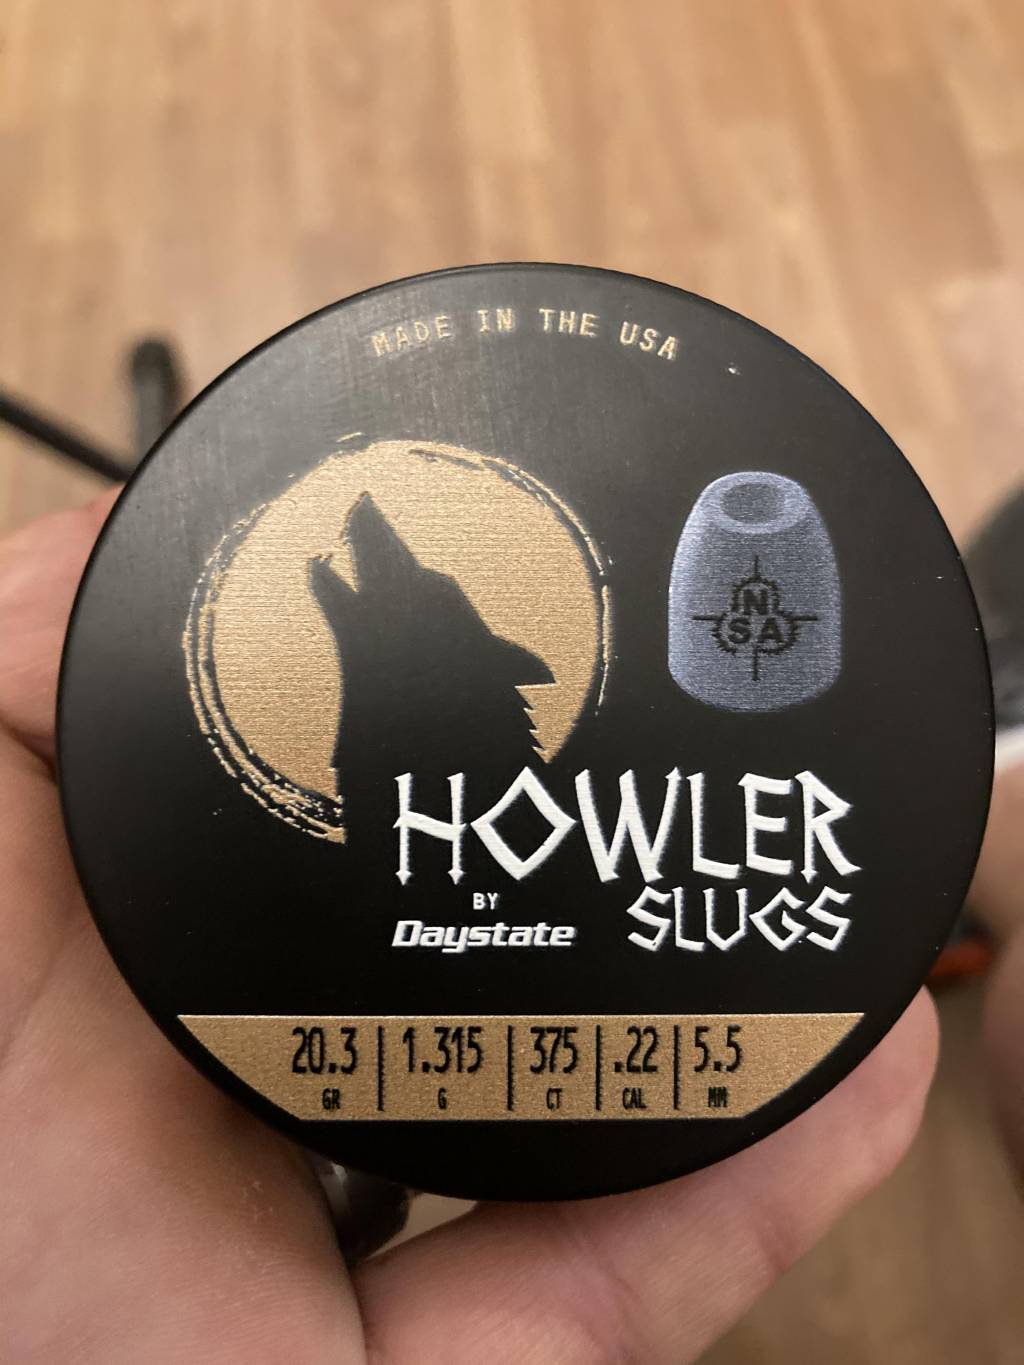 MADE IN THE USA
N
SA
HOWLER
SLUGS
BY
Daystate
20.3 1.315 375 .22 5.5
GR G CT CAL MM